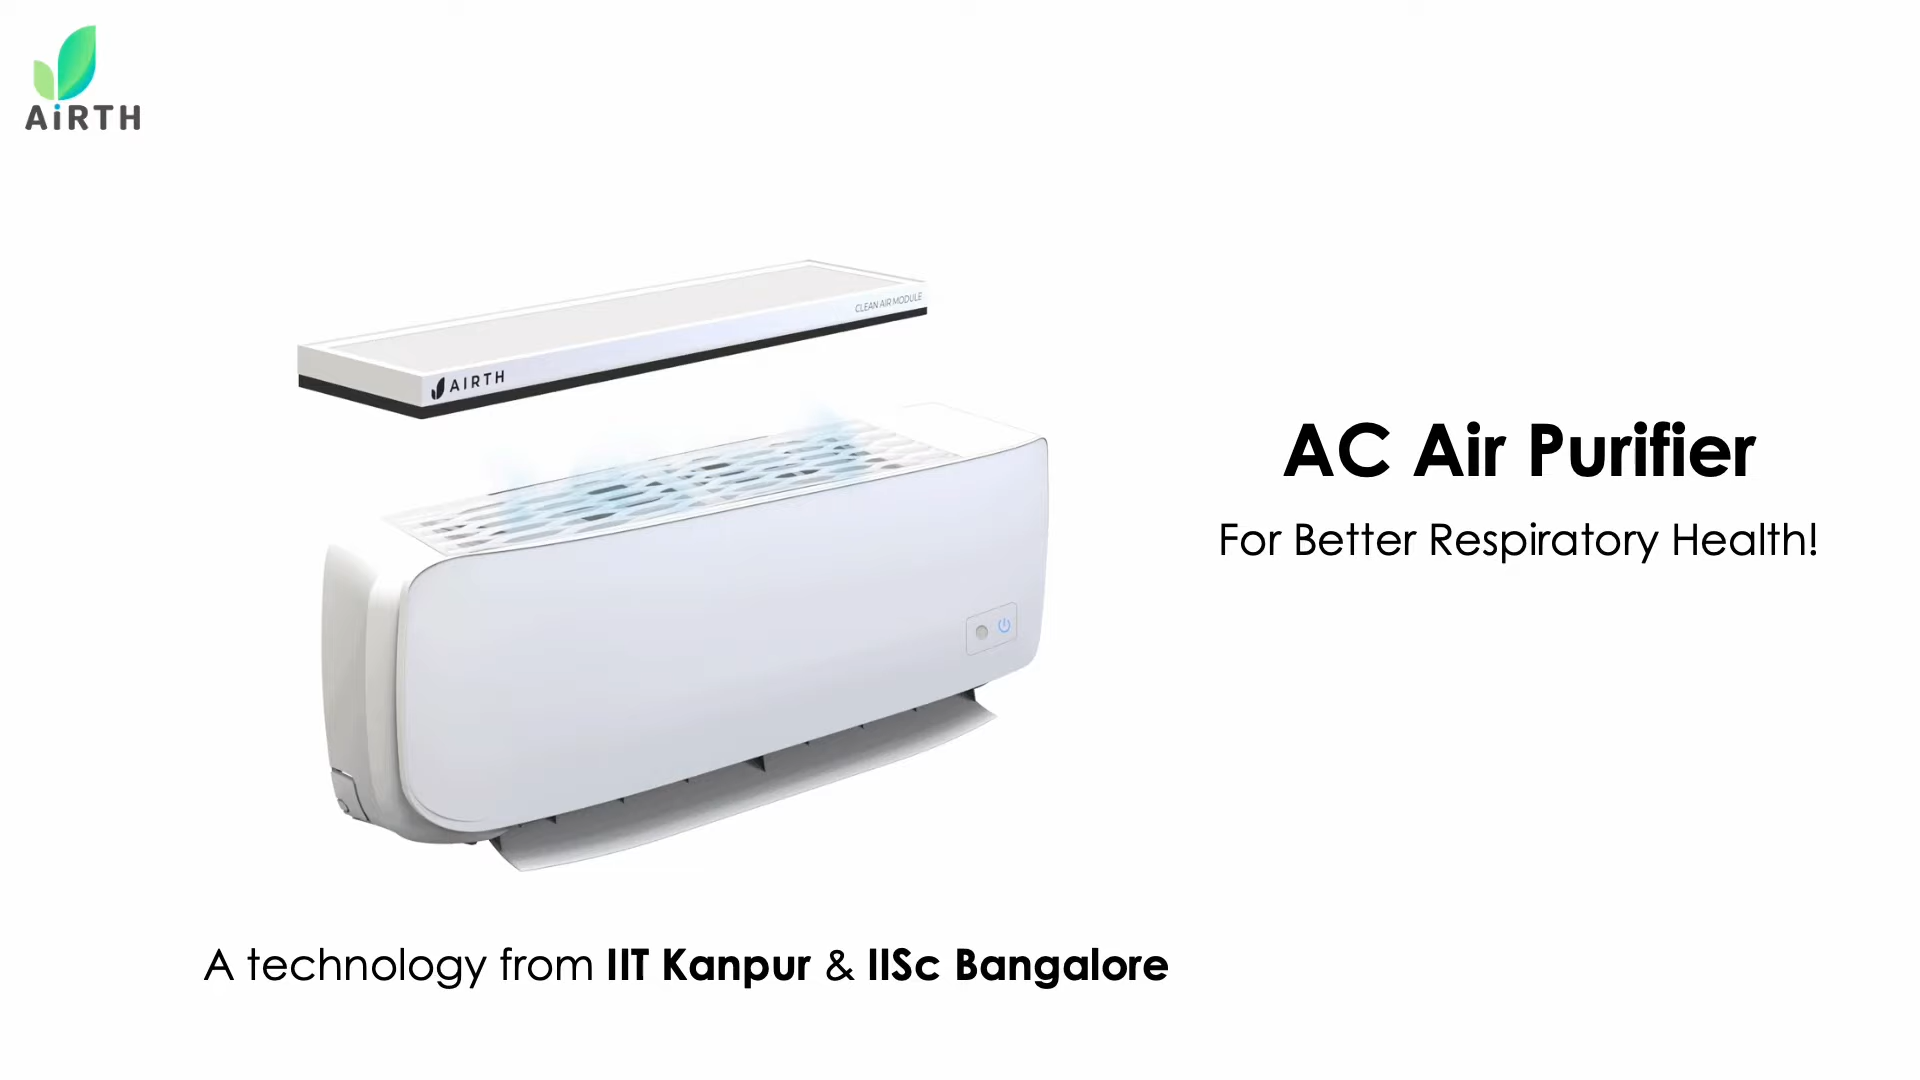 AiRTH
CLEAN AIR MODULE
AIRTH
AC Air Purifier
For Better Respiratory Health!
A technology from IIT Kanpur & IISc Bangalore